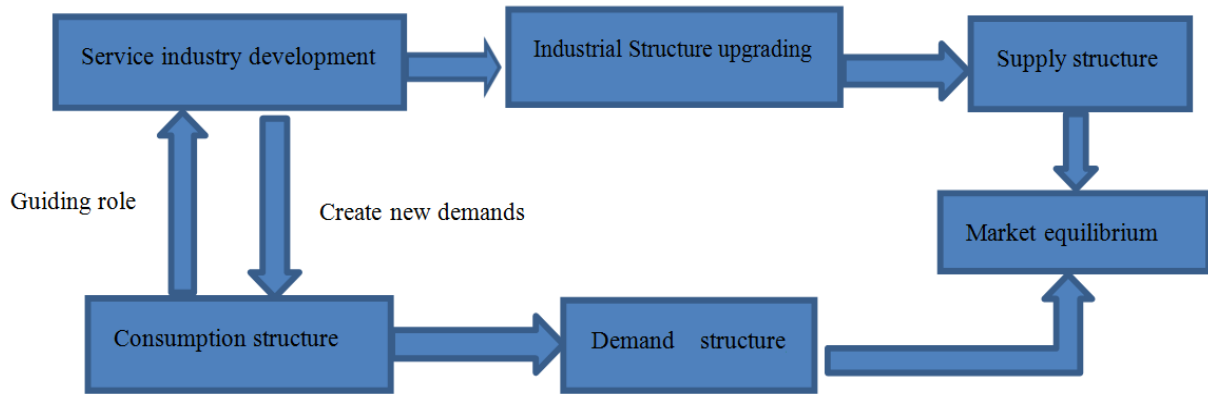 Service industry development
Industrial Structure upgrading
Supply structure
Guiding role
Create new demands
Market equilibrium
Consumption structure
Demand structure